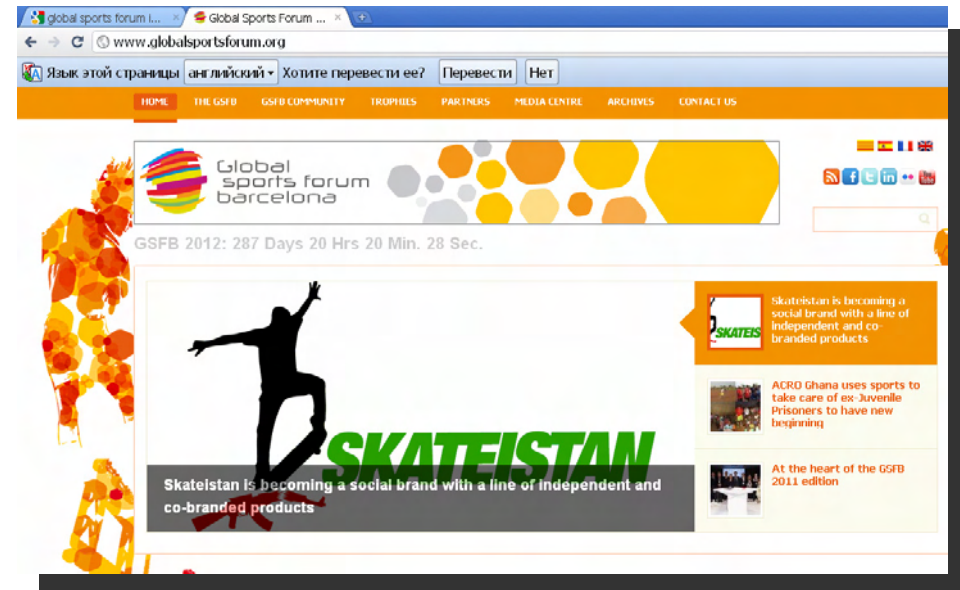 global sports forum i...
Global Sports Forum ...
www.globalsportsforum.org
Язык этой страницы английский Хотите перевести ее? Перевести Нет
HOME THE GSFB GSFB COMMUNITY TROPHIES PARTNERS MEDIA CENTRE ARCHIVES CONTACT US
Global
sports forum
barcelona
GSFB 2012: 287 Days 20 Hrs 20 Min. 28 Sec.
SKATEISTAN
Skateistan is becoming a social brand with a line of independent and
co-branded products
SKATEIS
Skateistan is becoming a
social brand with a line of
independent and co-
branded products
ACRO Ghana uses sports to
take care of ex-Juvenile
Prisoners to have new
beginning
At the heart of the GSFB
2011 edition